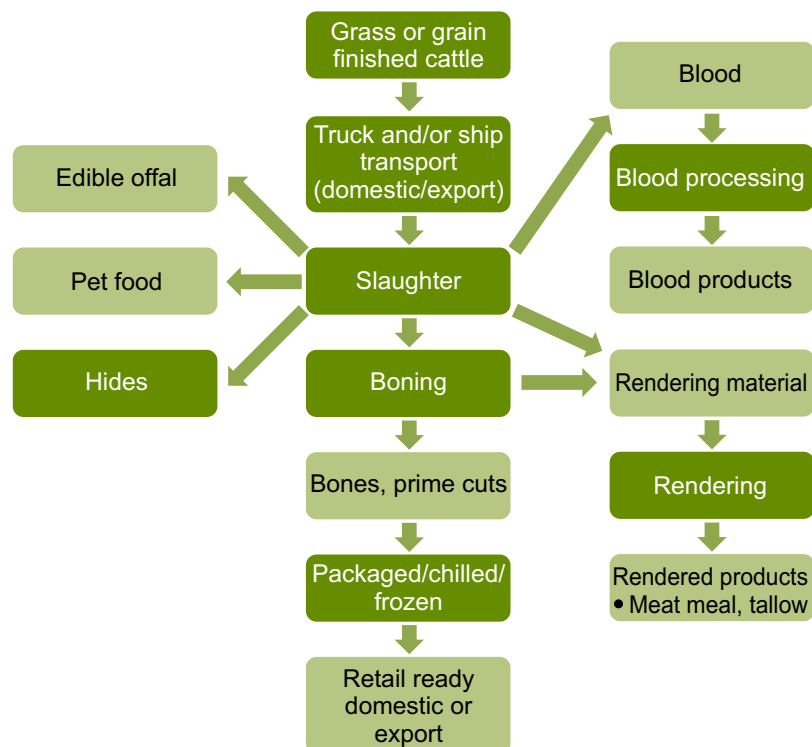 Grass or grain
finished cattle
Truck and/or ship
transport
(domestic/export)
Slaughter
Boning
Bones, prime cuts
Packaged/chilled/
frozen
Retail ready
domestic or
export
Edible offal
Pet food
Hides
Blood
Blood processing
Blood products
Rendering material
Rendering
Rendered products
• Meat meal, tallow